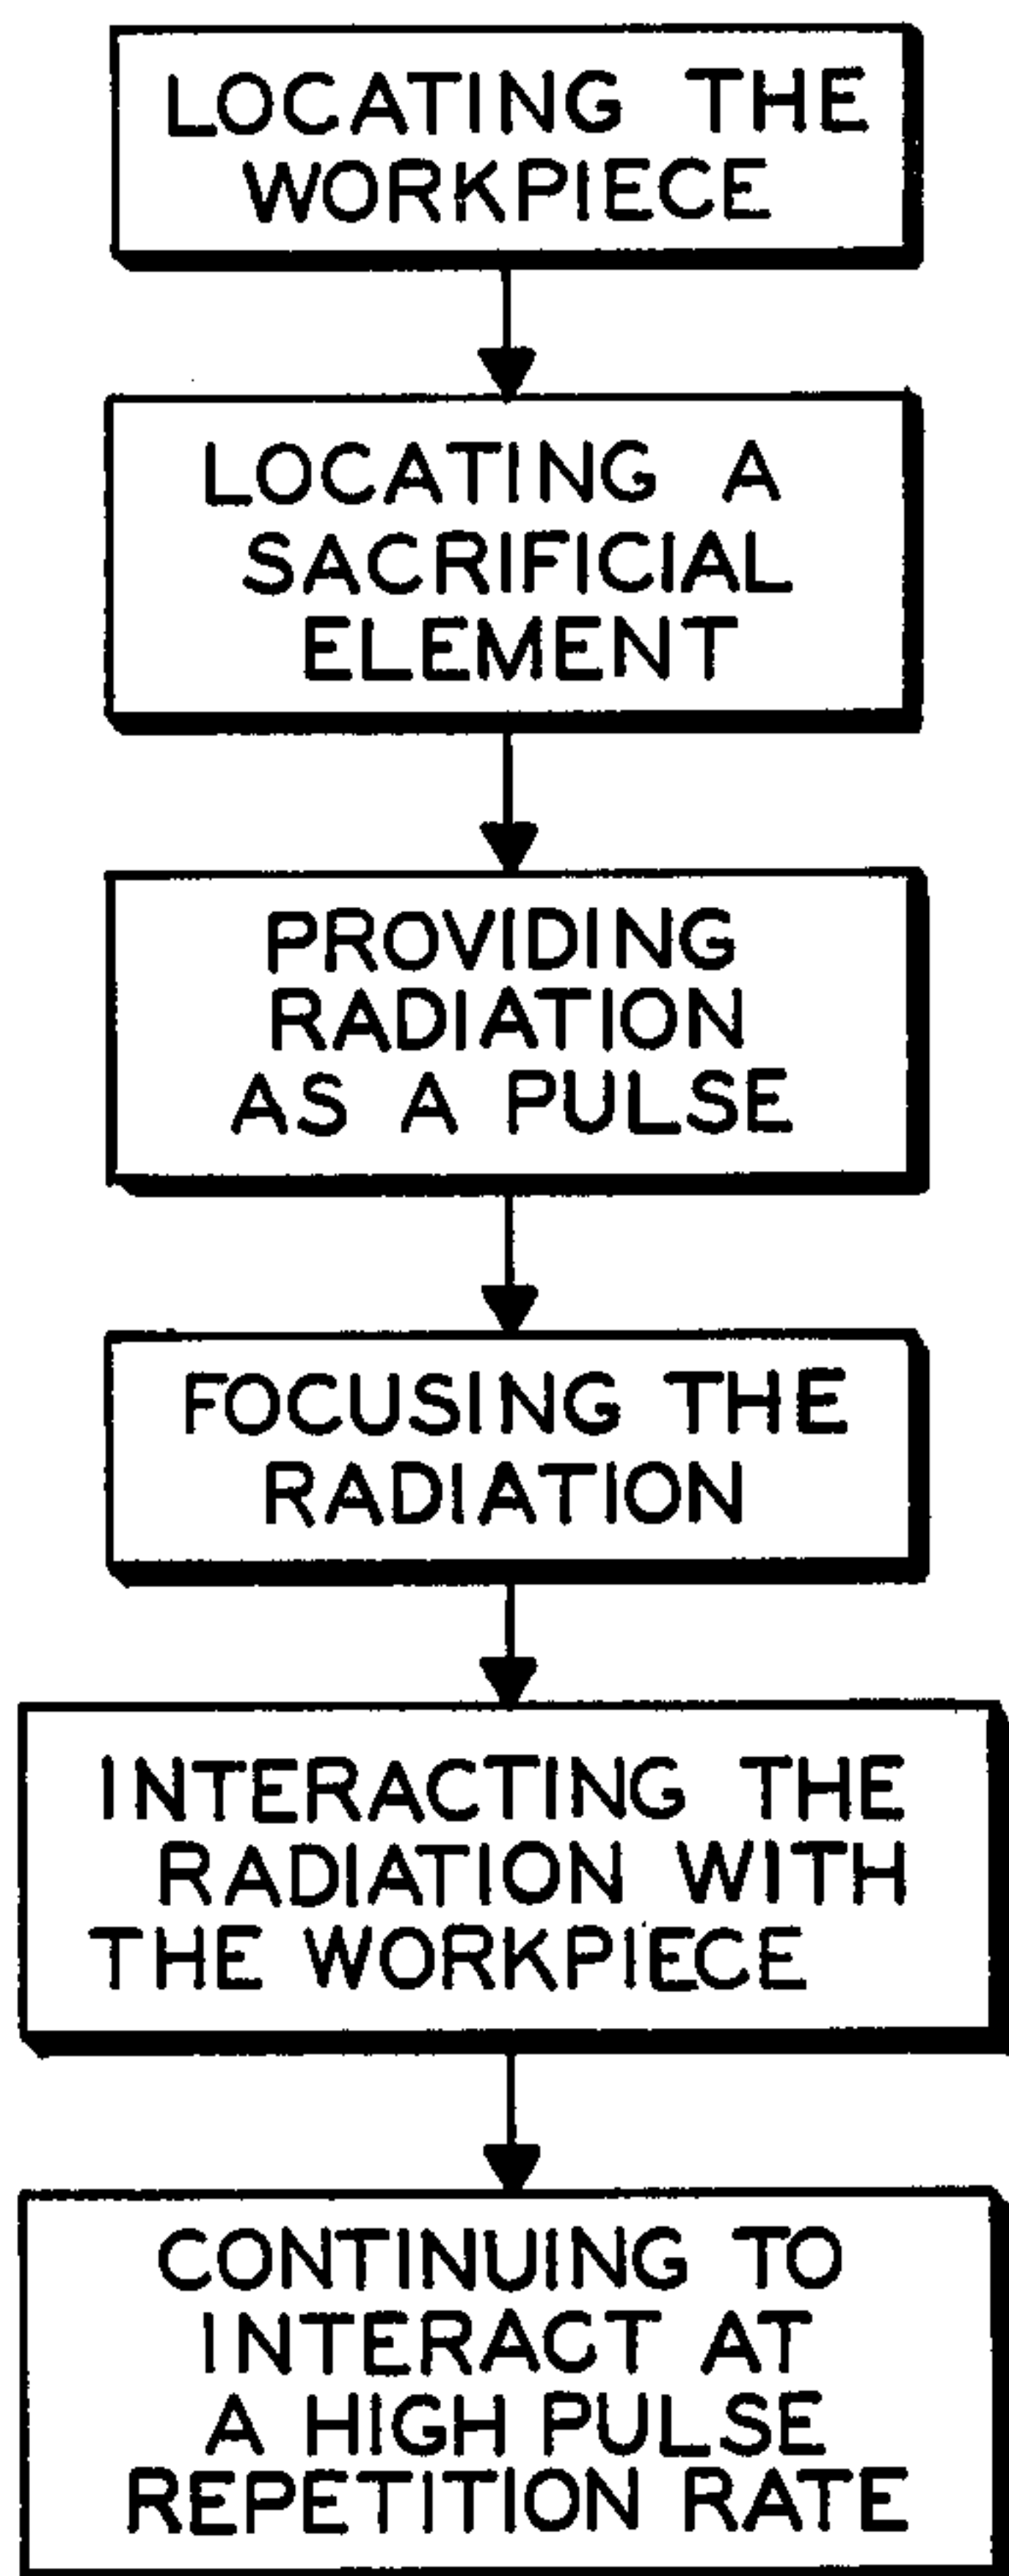 LOCATING THE
WORKPIECE
LOCATING A
SACRIFICIAL
ELEMENT
PROVIDING
RADIATION
AS A PULSE
FOCUSING THE
RADIATION
INTERACTING THE
RADIATION WITH
THE WORKPIECE
CONTINUING TO
INTERACT AT
A HIGH PULSE
REPETITION RATE